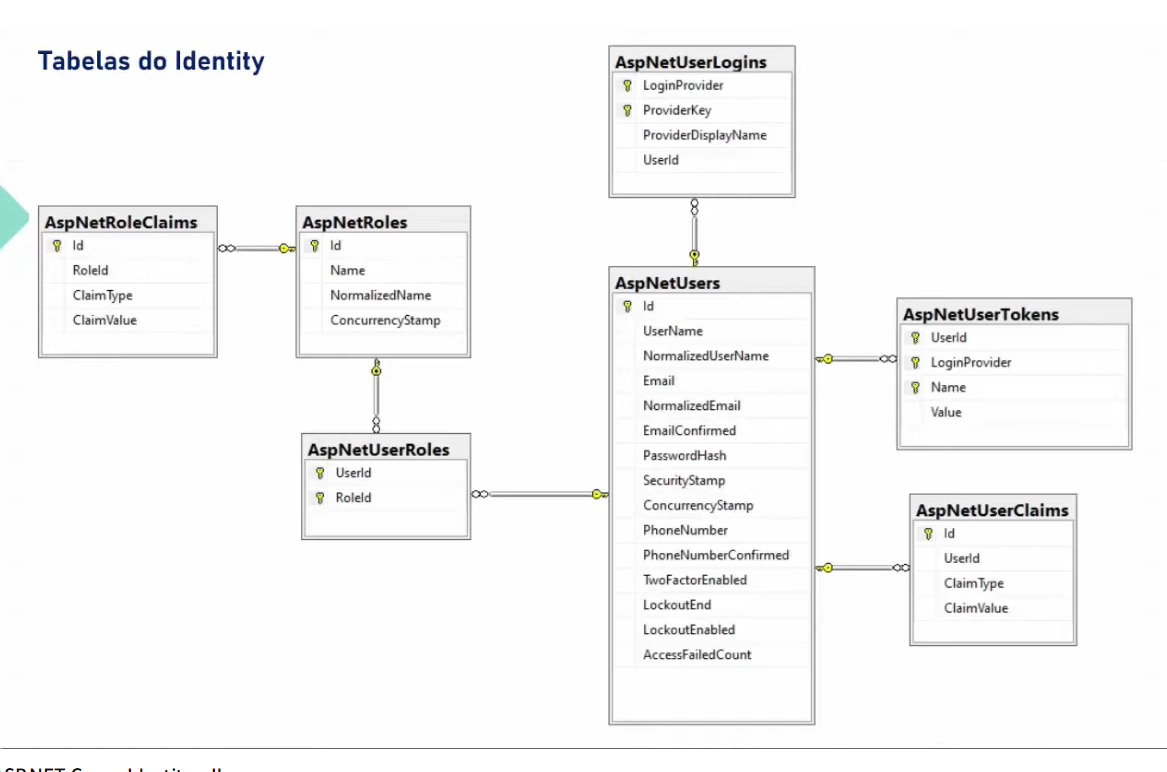 Tabelas do Identity
AspNetUserLogins
LoginProvider
ProviderKey
ProviderDisplayName
UserId
AspNetRoleClaims
Id
RoleId
ClaimType
ClaimValue
AspNetRoles
Id
Name
NormalizedName
ConcurrencyStamp
AspNetUsers
Id
UserName
NormalizedUserName
Email
NormalizedEmail
EmailConfirmed
PasswordHash
SecurityStamp
ConcurrencyStamp
PhoneNumber
PhoneNumberConfirmed
TwoFactorEnabled
LockoutEnd
LockoutEnabled
AccessFailedCount
AspNetUserTokens
UserId
LoginProvider
Name
Value
AspNetUserRoles
UserId
RoleId
AspNetUserClaims
Id
UserId
ClaimType
ClaimValue